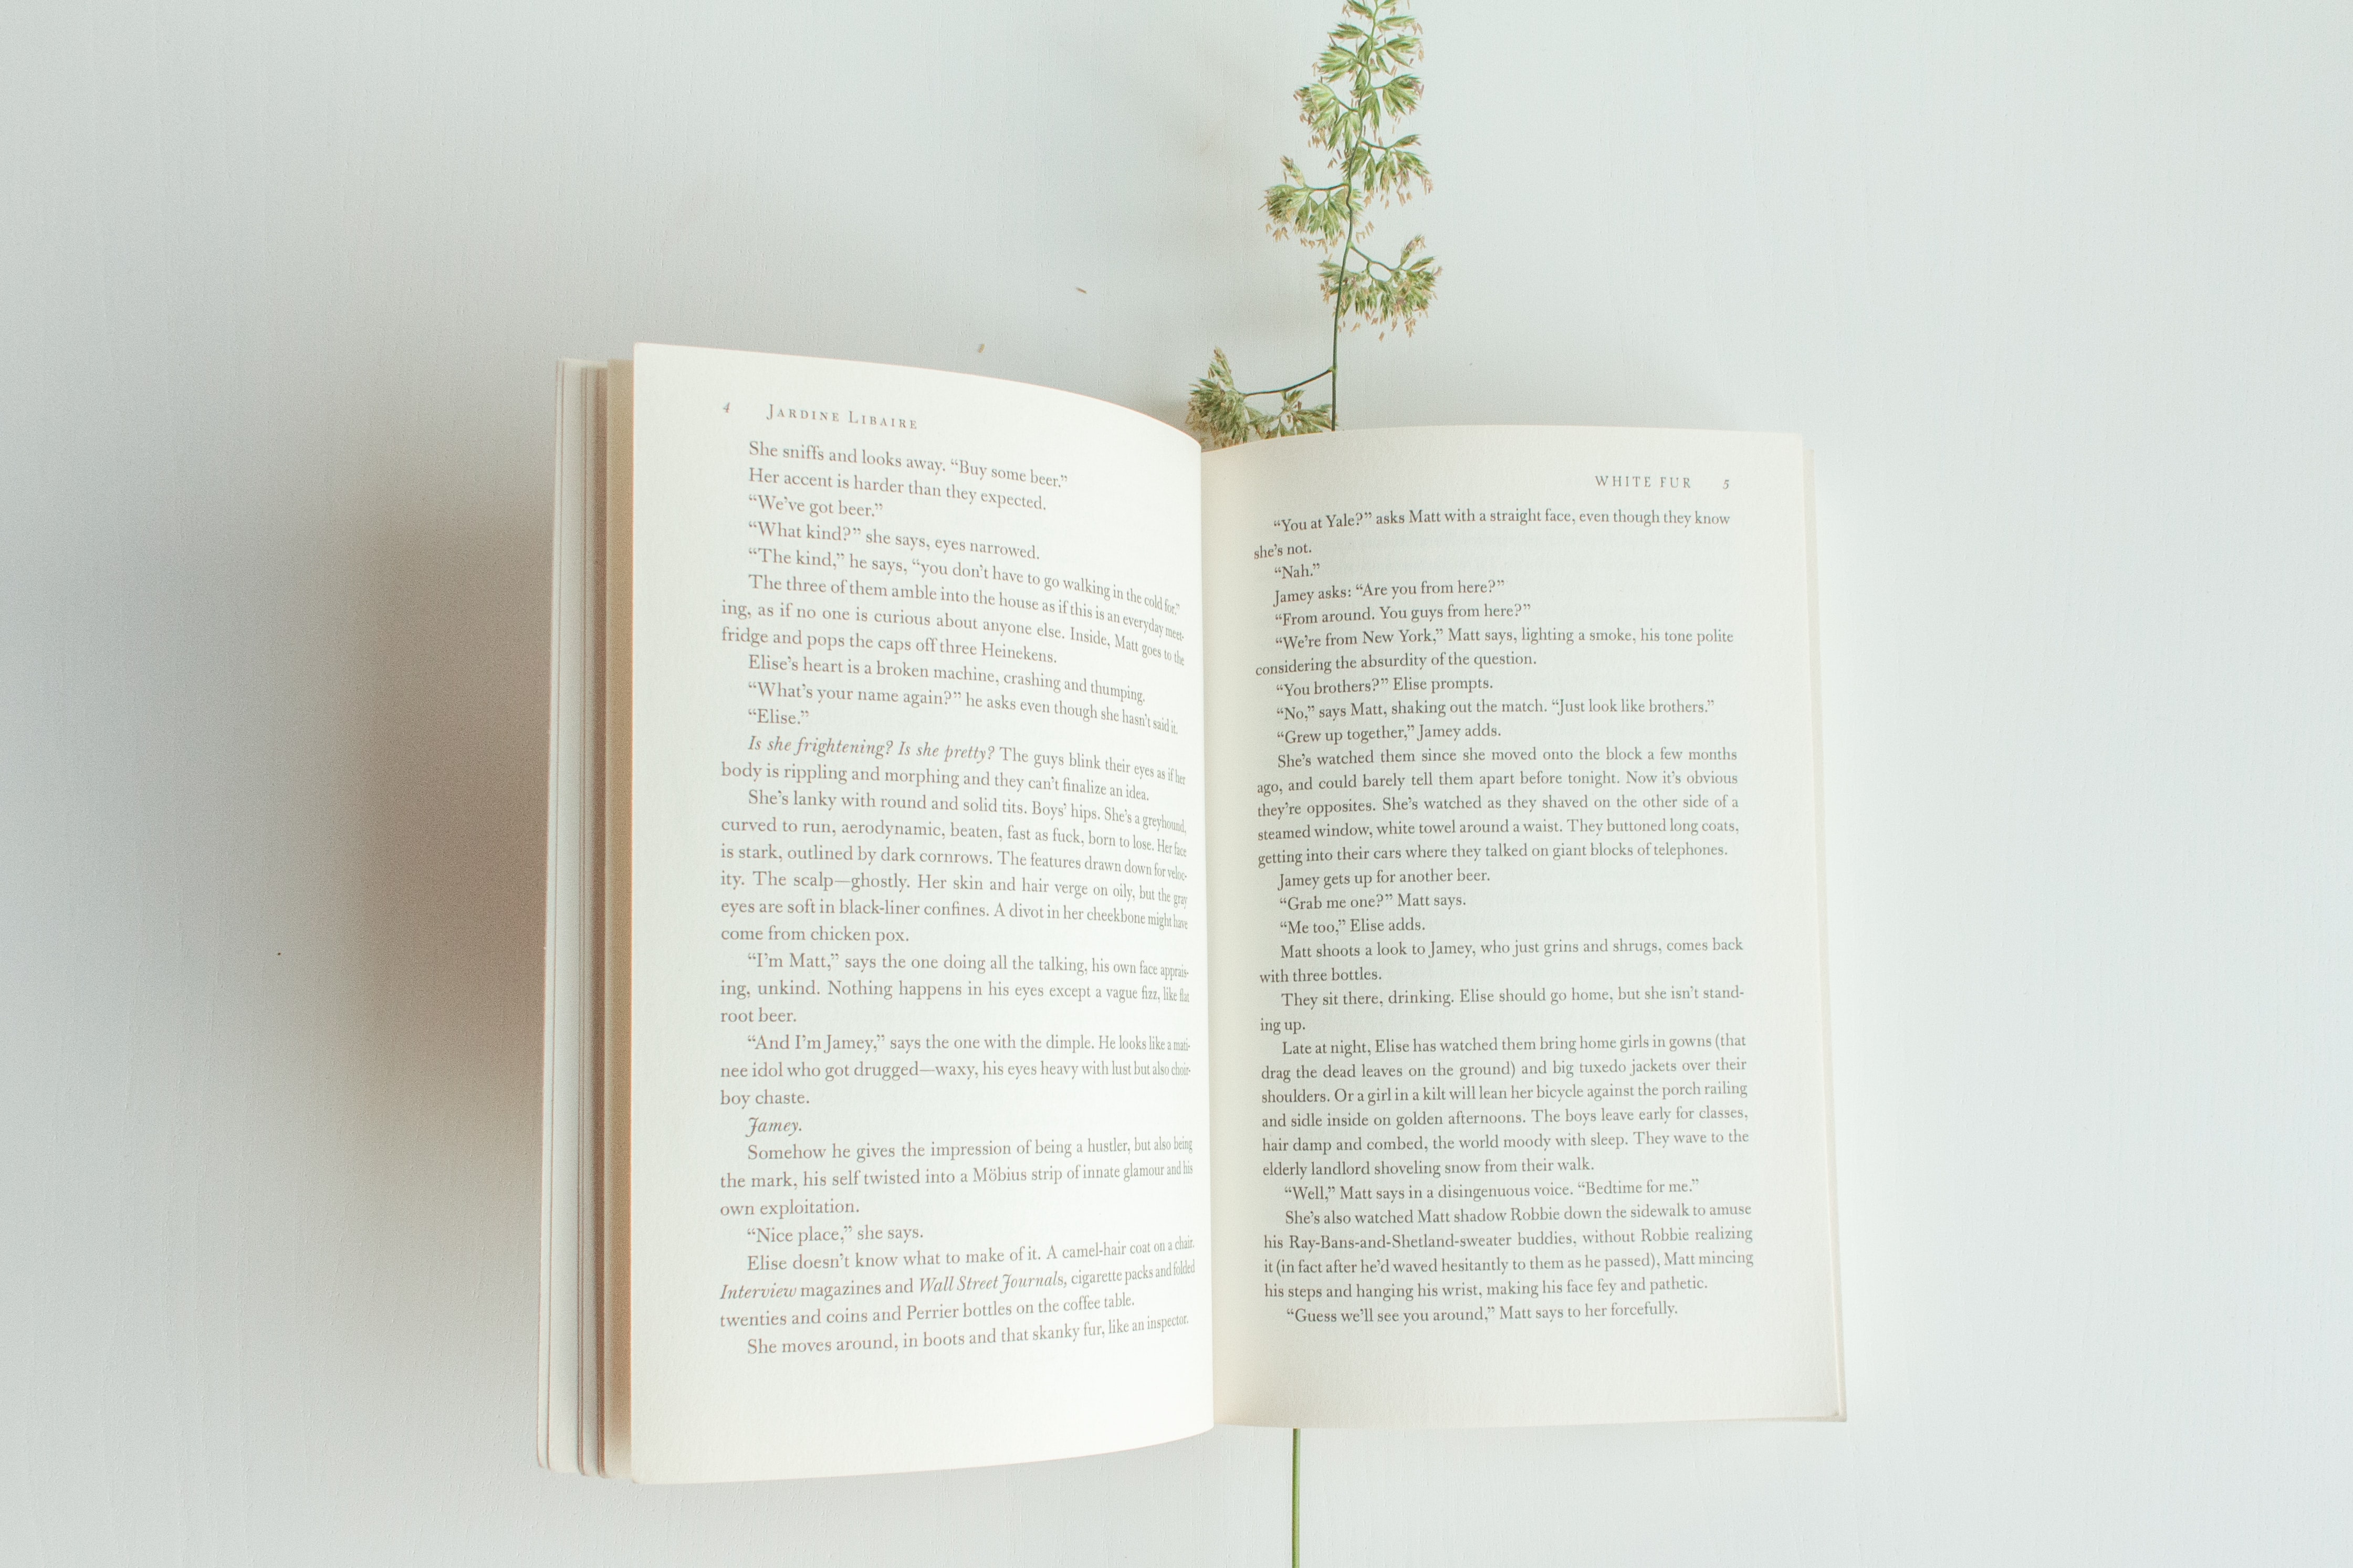 4 JARDINE LIBAIRE
She sniffs and looks away. “Buy some beer.”
Her accent is harder than they expected.
“We’ve got beer.”
“What kind?” she says, eyes narrowed.
“The kind,” he says, “you don’t have to go walking in the cold for.”
The three of them amble into the house as if this is an everyday meet-
ing, as if no one is curious about anyone else. Inside, Matt goes to the
fridge and pops the caps off three Heinekens.
Elise’s heart is a broken machine, crashing and thumping.
“What’s your name again?” he asks even though she hasn’t said it.
“Elise.”
Is she frightening? Is she pretty? The guys blink their eyes as if her
body is rippling and morphing and they can’t finalize an idea.
She’s lanky with round and solid tits. Boys’ hips. She’s a greyhound,
curved to run, aerodynamic, beaten, fast as fuck, born to lose. Her face
is stark, outlined by dark cornrows. The features drawn down for veloc-
ity. The scalp—ghostly. Her skin and hair verge on oily, but the gray
eyes are soft in black-liner confines. A divot in her cheekbone might have
come from chicken pox.
“I’m Matt,” says the one doing all the talking, his own face apprais-
ing, unkind. Nothing happens in his eyes except a vague fizz, like flat
root beer.
“And I’m Jamey,” says the one with the dimple. He looks like a mati-
nee idol who got drugged—waxy, his eyes heavy with lust but also choir-
boy chaste.
Jamey.
Somehow he gives the impression of being a hustler, but also being
the mark, his self twisted into a Möbius strip of innate glamour and his
own exploitation.
“Nice place,” she says.
Elise doesn’t know what to make of it. A camel-hair coat on a chair.
Interview magazines and Wall Street Journals, cigarette packs and folded
twenties and coins and Perrier bottles on the coffee table.
She moves around, in boots and that skanky fur, like an inspector.
WHITE FUR 5
“You at Yale?” asks Matt with a straight face, even though they know
she’s not.
“Nah.”
Jamey asks: “Are you from here?”
“From around. You guys from here?”
“We’re from New York,” Matt says, lighting a smoke, his tone polite
considering the absurdity of the question.
“You brothers?” Elise prompts.
“No,” says Matt, shaking out the match. “Just look like brothers.”
“Grew up together,” Jamey adds.
She’s watched them since she moved onto the block a few months
ago, and could barely tell them apart before tonight. Now it’s obvious
they’re opposites. She’s watched as they shaved on the other side of a
steamed window, white towel around a waist. They buttoned long coats,
getting into their cars where they talked on giant blocks of telephones.
Jamey gets up for another beer.
“Grab me one?” Matt says.
“Me too,” Elise adds.
Matt shoots a look to Jamey, who just grins and shrugs, comes back
with three bottles.
They sit there, drinking. Elise should go home, but she isn’t stand-
ing up.
Late at night, Elise has watched them bring home girls in gowns (that
drag the dead leaves on the ground) and big tuxedo jackets over their
shoulders. Or a girl in a kilt will lean her bicycle against the porch railing
and sidle inside on golden afternoons. The boys leave early for classes,
hair damp and combed, the world moody with sleep. They wave to the
elderly landlord shoveling snow from their walk.
“Well,” Matt says in a disingenuous voice. “Bedtime for me.”
She’s also watched Matt shadow Robbie down the sidewalk to amuse
his Ray-Bans-and-Shetland-sweater buddies, without Robbie realizing
it (in fact after he’d waved hesitantly to them as he passed), Matt mincing
his steps and hanging his wrist, making his face fey and pathetic.
“Guess we’ll see you around,” Matt says to her forcefully.